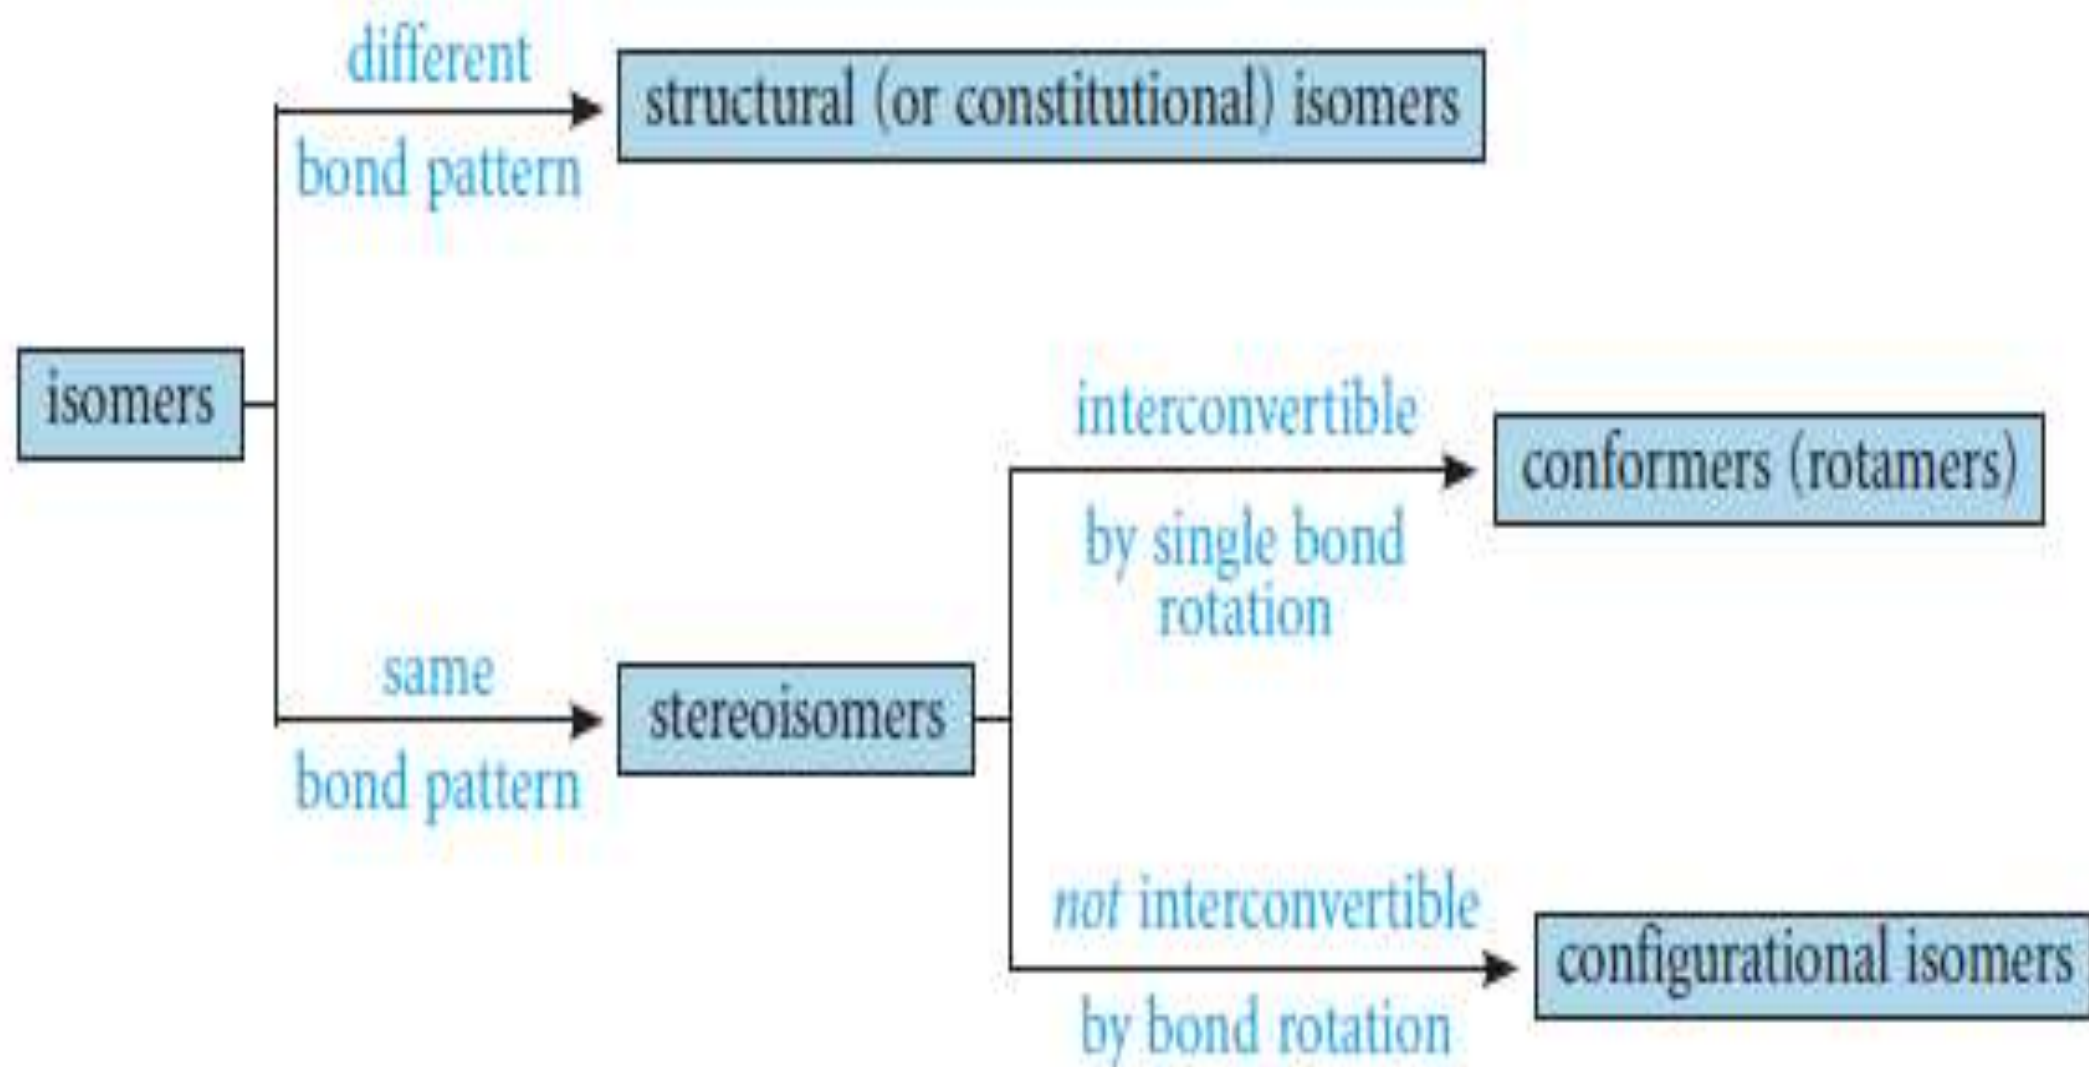 different
bond pattern
structural (or constitutional) isomers
isomers
same
bond pattern
stereoisomers
interconvertible
by single bond
rotation
conformers (rotamers)
not interconvertible
by bond rotation
configurational isomers